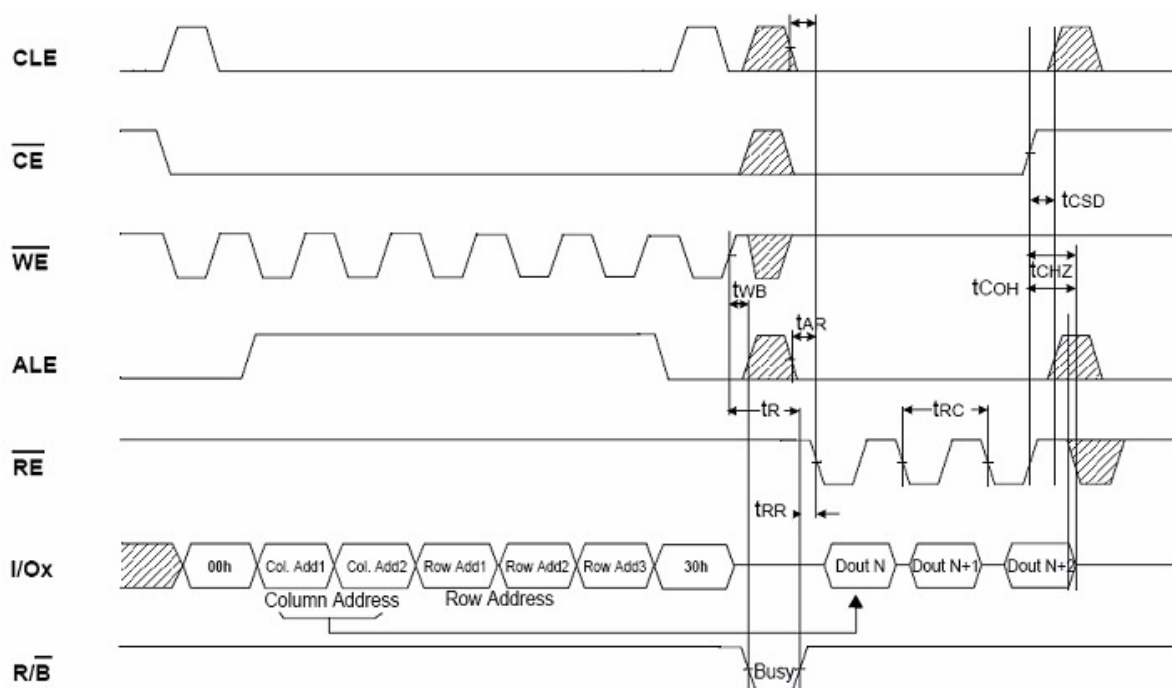 CLE
CE
tCSD
WE
tCHZ
tCOH
tWB
tAR
ALE
tR
tRC
RE
tRR
I/Ox
00h
Col. Add1
Col. Add2
Row Add1
Row Add2
Row Add3
30h
Dout N
Dout N+1
Dout N+2
Column Address
Row Address
R/B
Busy